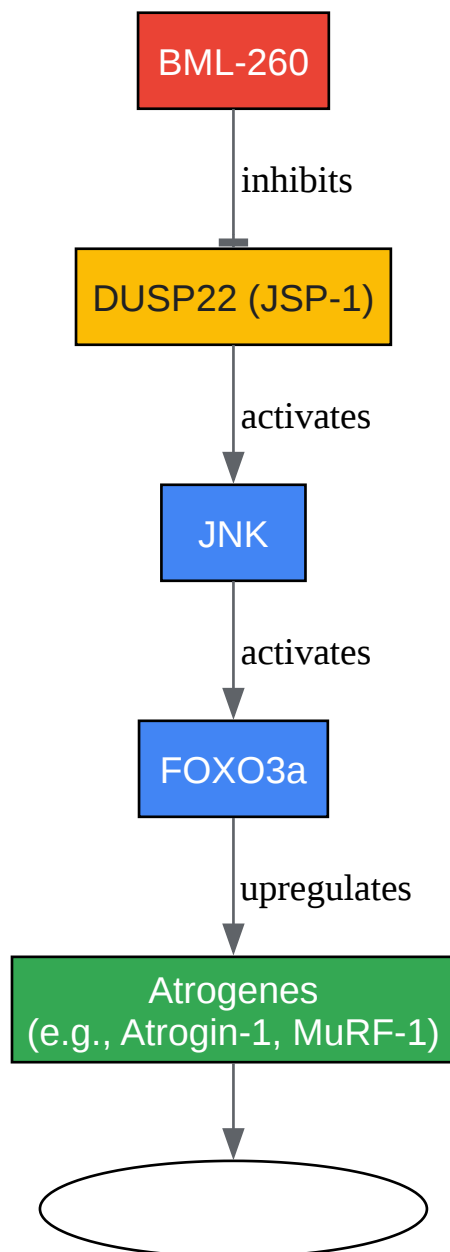 BML-260
inhibits
DUSP22 (JSP-1)
activates
JNK
activates
FOXO3a
upregulates
Atrogenes
(e.g., Atrogin-1, MuRF-1)